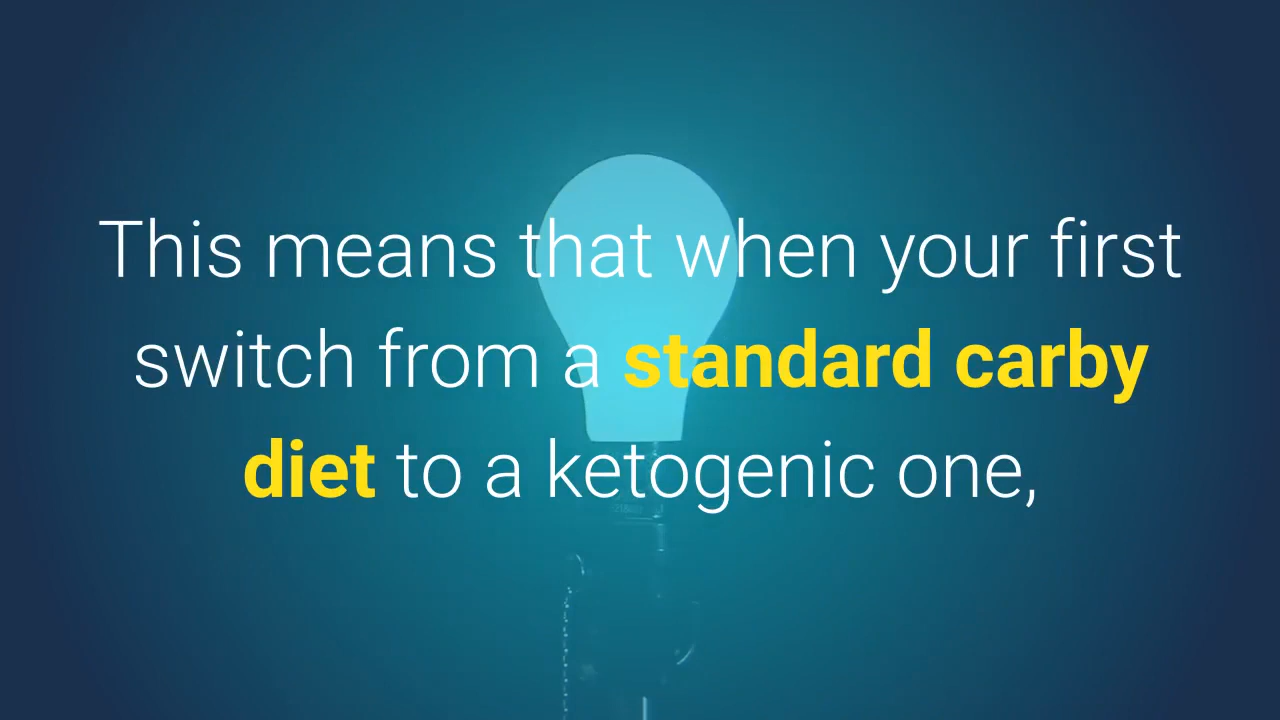 This means that when your first
switch from a standard carby
diet to a ketogenic one,